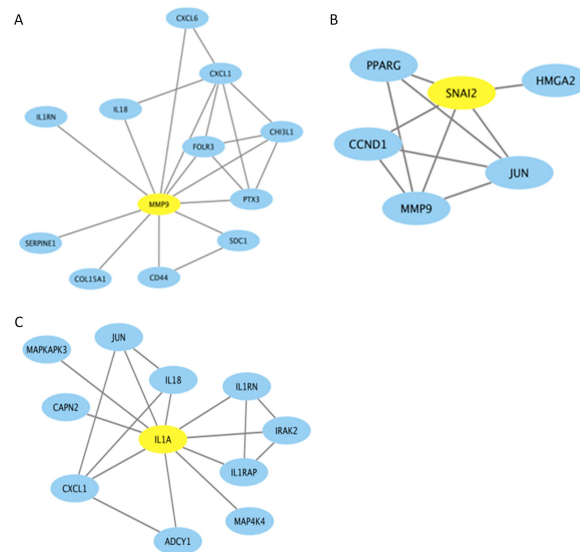 A
CXCL6
CXCL1
IL18
IL1RN
CHI3L1
FOLR3
MMP9
PTX3
SERPINE1
SDC1
COL15A1
CD44
B
PPARG
SNAI2
HMGA2
CCND1
JUN
MMP9
C
JUN
MAPKAPK3
IL18
IL1RN
CAPN2
IRAK2
IL1A
IL1RAP
CXCL1
MAP4K4
ADCY1